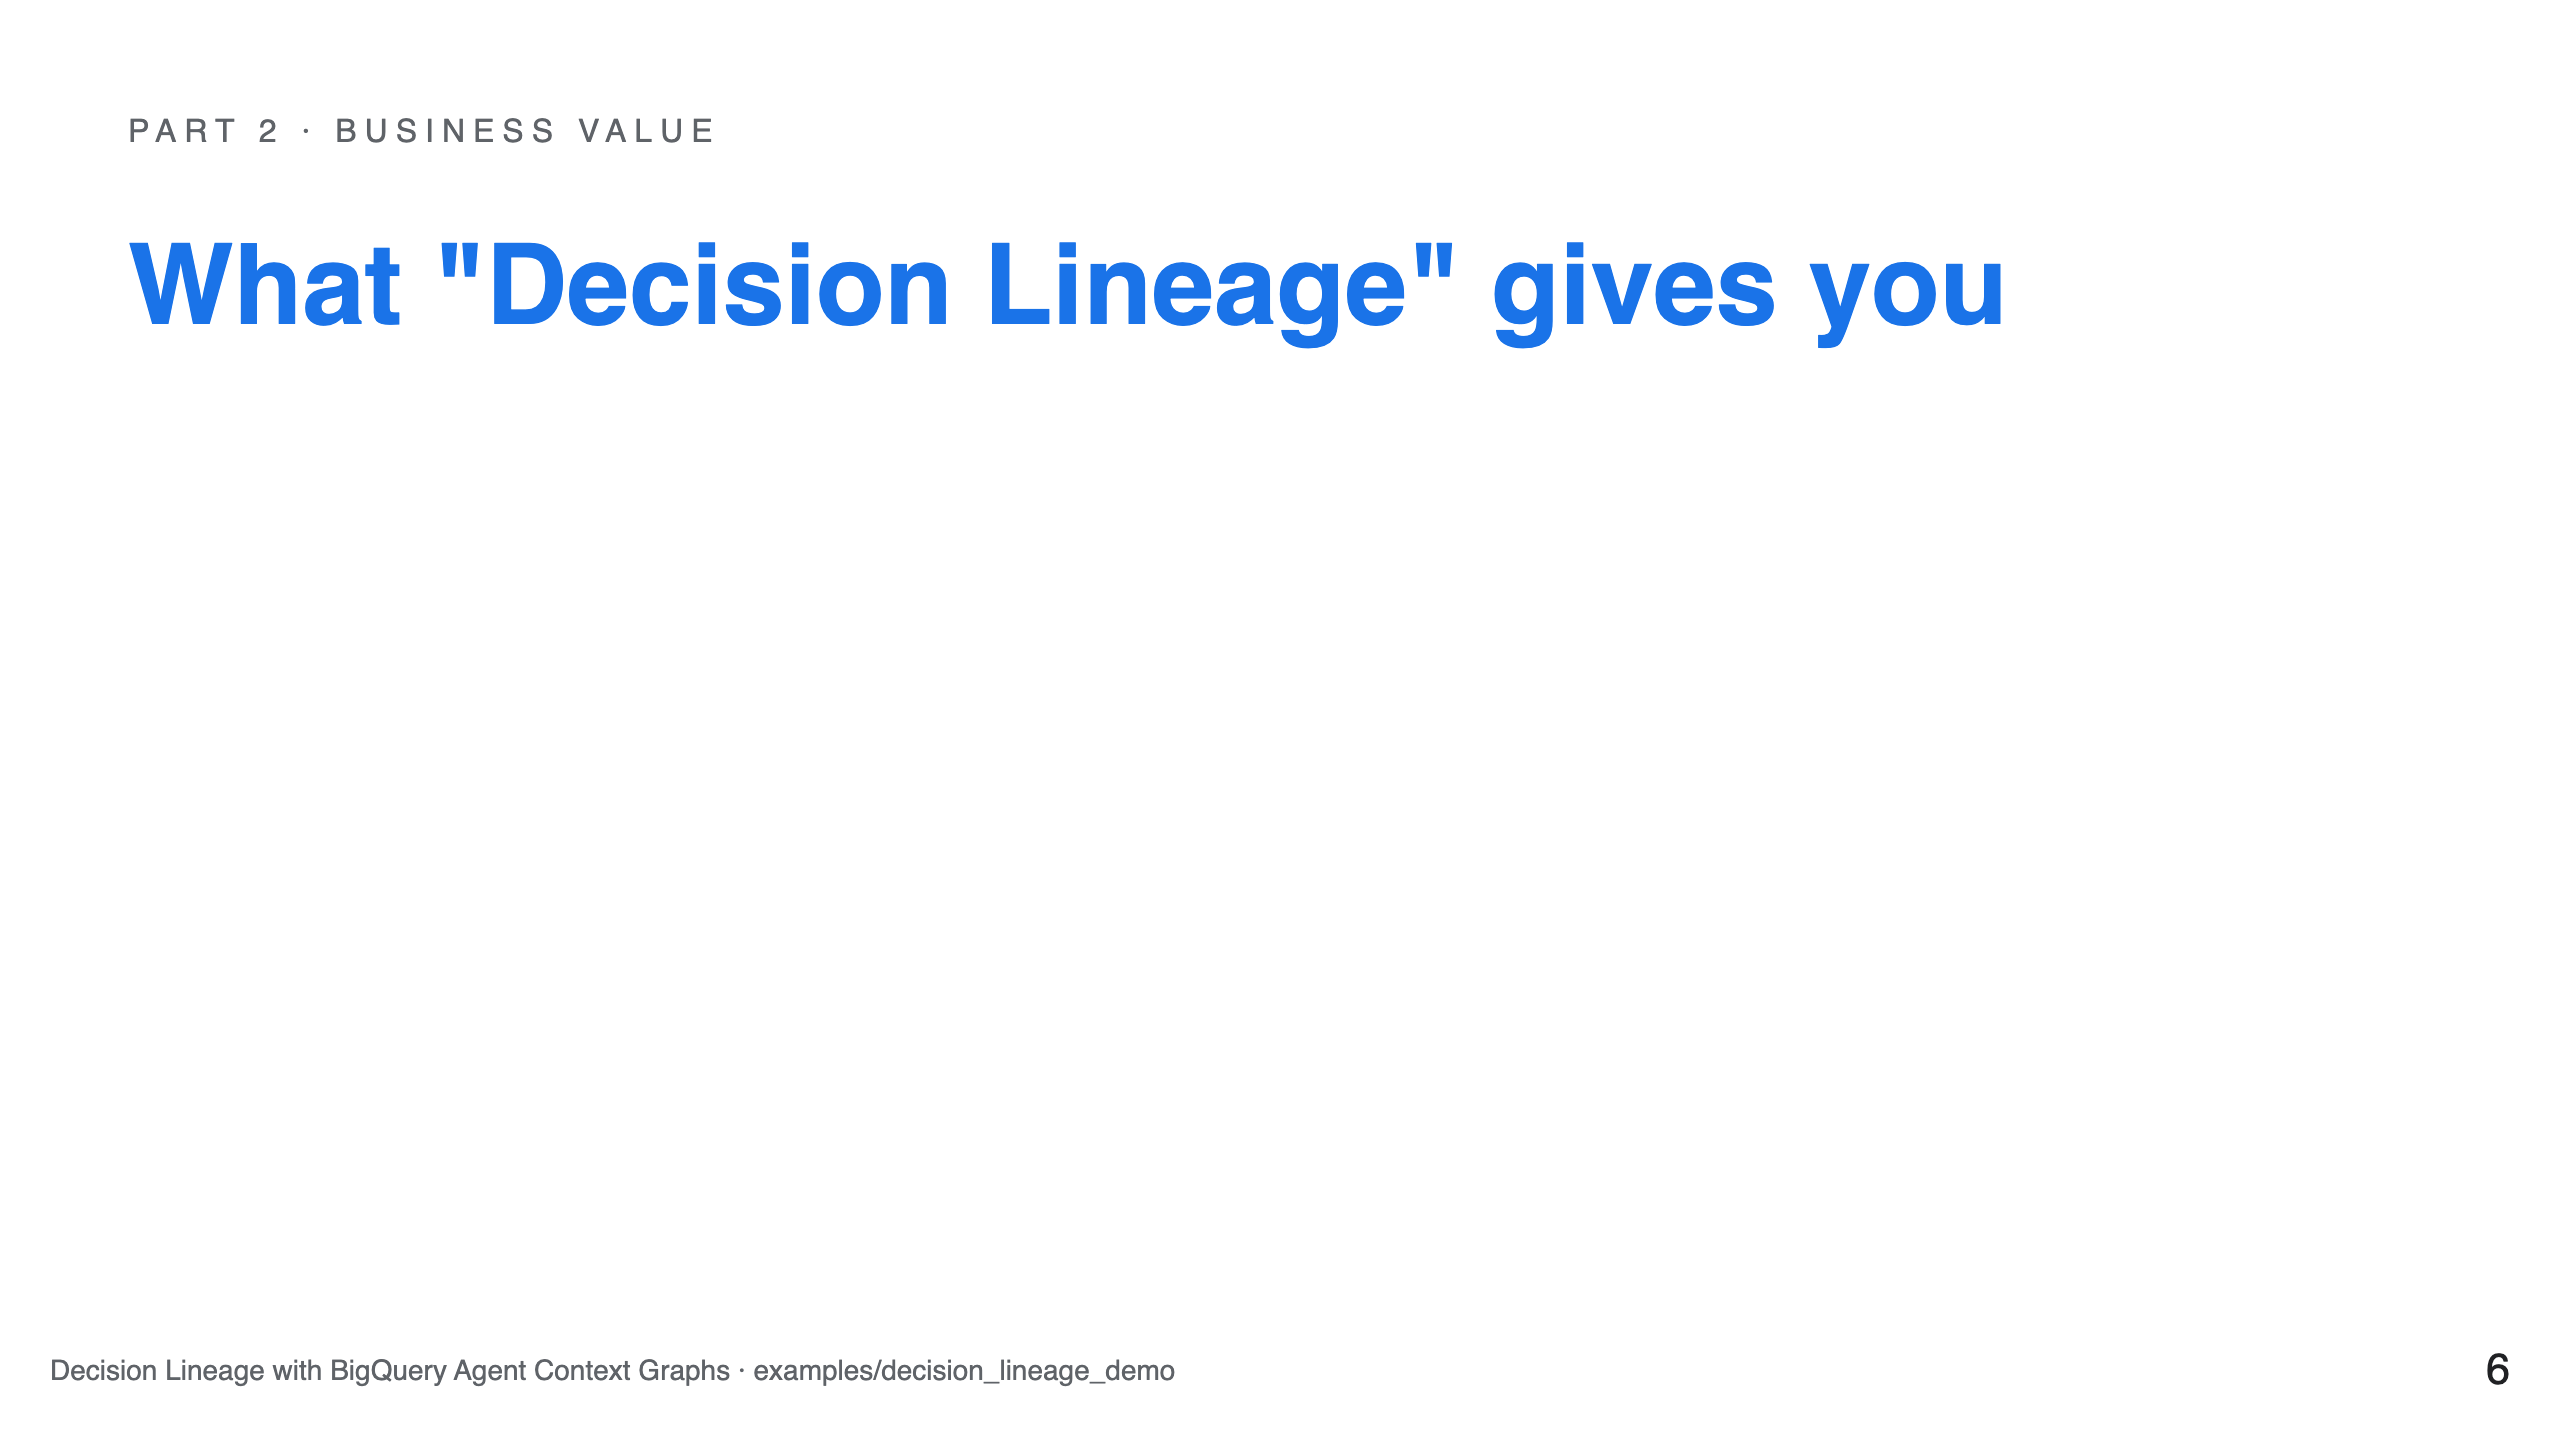 PART 2 · BUSINESS VALUE
What "Decision Lineage" gives you
Decision Lineage with BigQuery Agent Context Graphs · examples/decision_lineage_demo
6